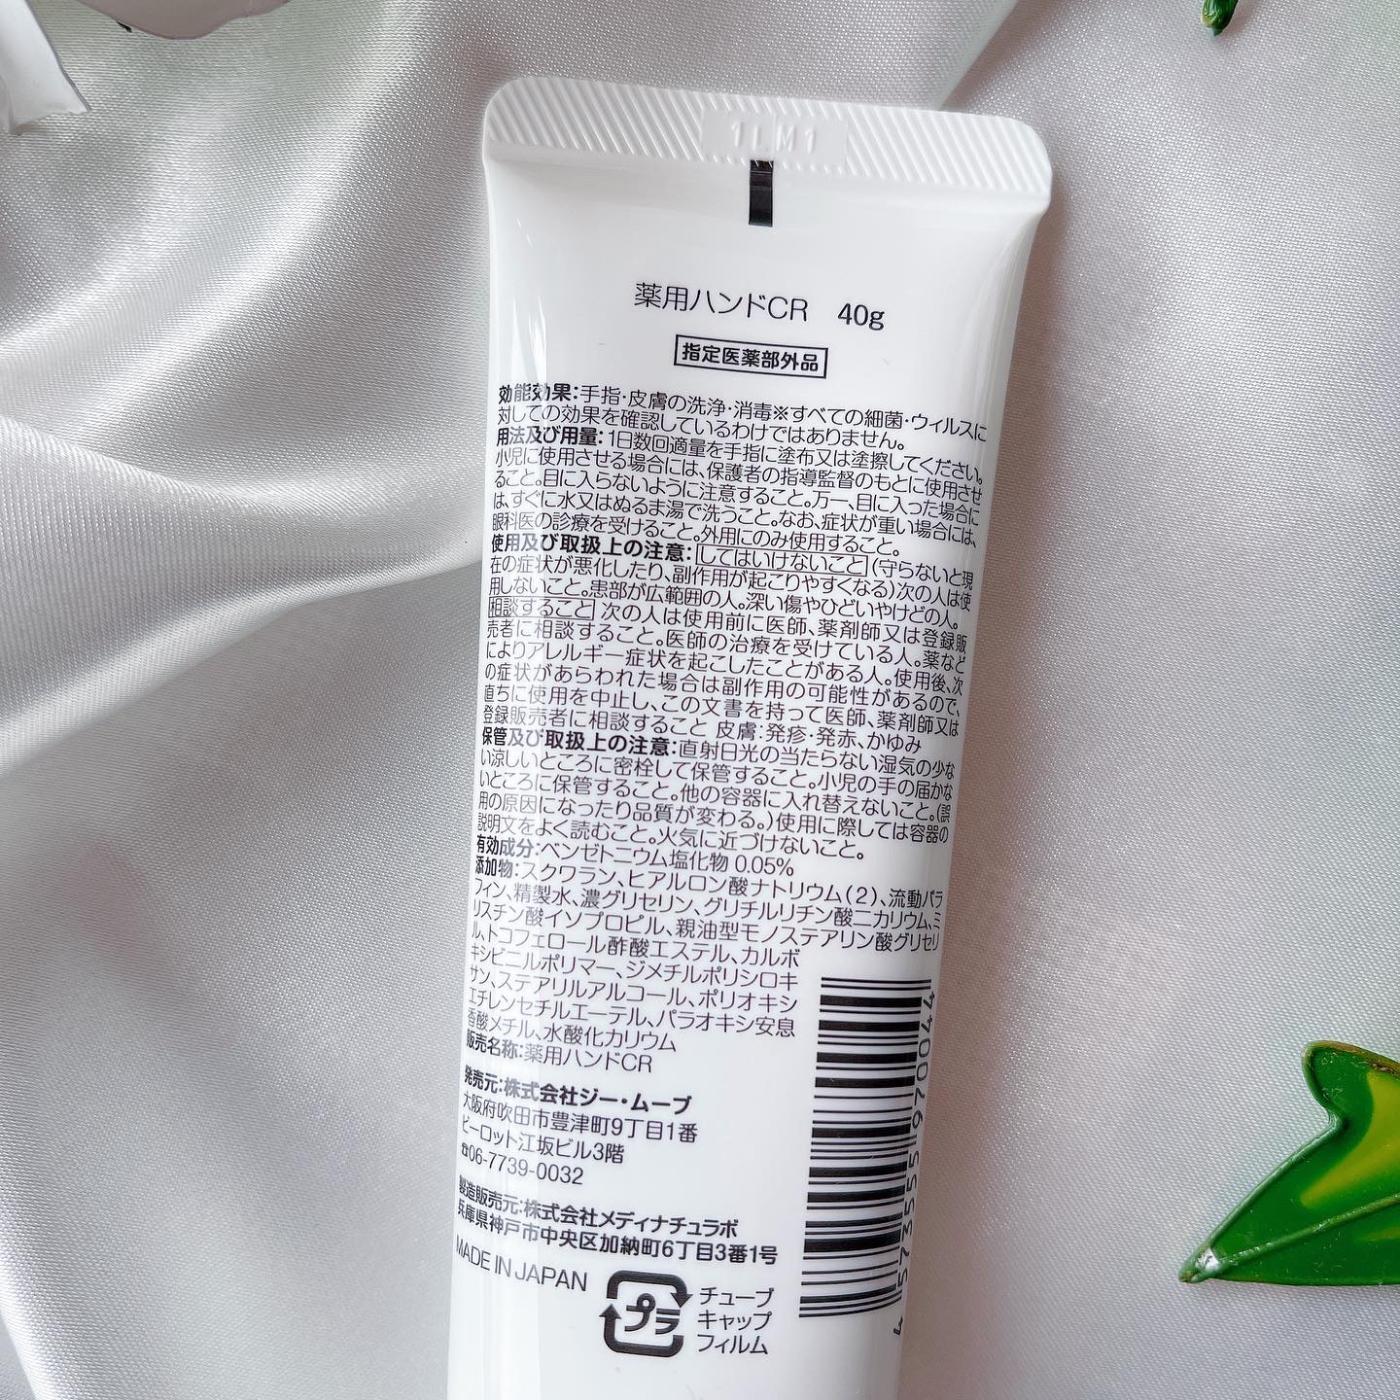 1LM1
薬用ハンドCR 40g
指定医薬部外品
効能効果:手指・皮膚の洗浄・消毒※すべての細菌・ウィルスに
対しての効果を確認しているわけではありません。
用法及び用量:1日数回適量を手指に塗布又は塗擦してください。
小児に使用させる場合には、保護者の指導監督のもとに使用させ
ること。目に入らないように注意すること。万一、目に入った場合に
は、すぐに水又はぬるま湯で洗うこと。なお、症状が重い場合には、
眼科医の診療を受けること。外用にのみ使用すること。
使用及び取扱上の注意:してはいけないこと(守らないと現
在の症状が悪化したり、副作用が起こりやすくなる)次の人は使
用しないこと。患部が広範囲の人。深い傷やひどいやけどの人。
相談すること 次の人は使用前に医師、薬剤師又は登録販
売者に相談すること。医師の治療を受けている人。薬など
によりアレルギー症状を起こしたことがある人。使用後、次
の症状があらわれた場合は副作用の可能性があるので、
直ちに使用を中止し、この文書を持って医師、薬剤師又は
登録販売者に相談すること 皮膚:発疹・発赤、かゆみ
保管及び取扱上の注意:直射日光の当たらない湿気の少な
い涼しいところに密栓して保管すること。小児の手の届かな
いところに保管すること。他の容器に入れ替えないこと。(誤
用の原因になったり品質が変わる。)使用に際しては容器の
説明文をよく読むこと。火気に近づけないこと。
有効成分:ベンゼトニウム塩化物 0.05%
添加物:スクワラン、ヒアルロン酸ナトリウム(2)、流動パラ
フィン、精製水、濃グリセリン、グリチルリチン酸二カリウム、ミ
リスチン酸イソプロピル、親油型モノステアリン酸グリセリ
ル、トコフェロール酢酸エステル、カルボ
キシビニルポリマー、ジメチルポリシロキ
サン、ステアリルアルコール、ポリオキシ
エチレンセチルエーテル、パラオキシ安息
香酸メチル、水酸化カリウム
販売名称:薬用ハンドCR
発売元:株式会社ジー・ムーブ
大阪府吹田市豊津町9丁目1番
ビーロット江坂ビル3階
☎06-7739-0032
製造販売元:株式会社メディナチュラボ
兵庫県神戸市中央区加納町6丁目3番1号
MADE IN JAPAN
プラ
チューブ
キャップ
フィルム